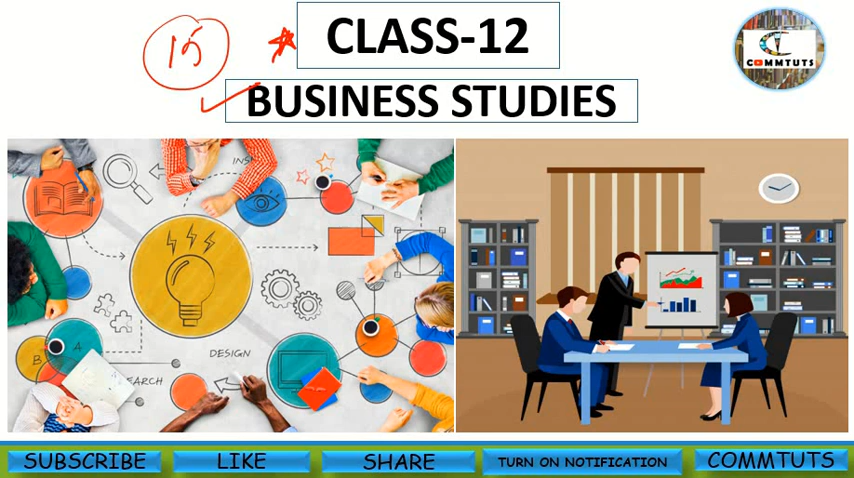 15
CLASS-12
BUSINESS STUDIES
COMMTUTS
DESIGN
B
A
SUBSCRIBE
LIKE
SHARE
TURN ON NOTIFICATION
COMMTUTS